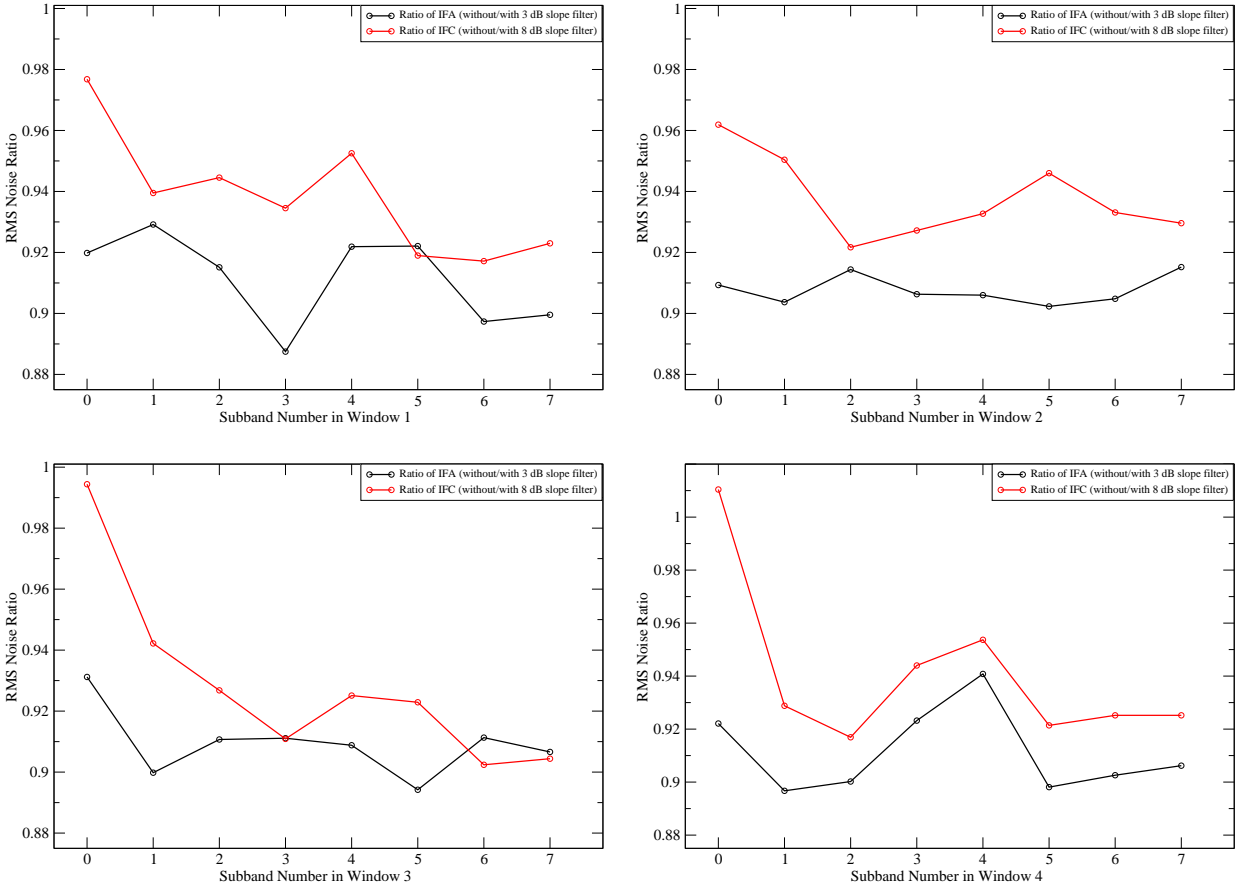 Ratio of IFA (without/with 3 dB slope filter)
Ratio of IFC (without/with 8 dB slope filter)
1
0.98
0.96
0.94
0.92
0.9
0.88
RMS Noise Ratio
0 1 2 3 4 5 6 7
Subband Number in Window 1
Ratio of IFA (without/with 3 dB slope filter)
Ratio of IFC (without/with 8 dB slope filter)
1
0.98
0.96
0.94
0.92
0.9
0.88
RMS Noise Ratio
0 1 2 3 4 5 6 7
Subband Number in Window 2
Ratio of IFA (without/with 3 dB slope filter)
Ratio of IFC (without/with 8 dB slope filter)
1
0.98
0.96
0.94
0.92
0.9
0.88
RMS Noise Ratio
0 1 2 3 4 5 6 7
Subband Number in Window 3
Ratio of IFA (without/with 3 dB slope filter)
Ratio of IFC (without/with 8 dB slope filter)
1
0.98
0.96
0.94
0.92
0.9
0.88
RMS Noise Ratio
0 1 2 3 4 5 6 7
Subband Number in Window 4